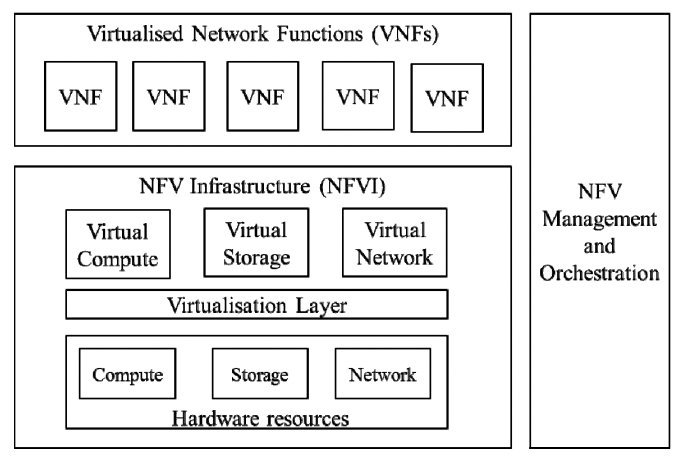 Virtualised Network Functions (VNFs)
VNF VNF VNF VNF VNF
NFV Infrastructure (NFVI)
Virtual
Compute
Virtual
Storage
Virtual
Network
Virtualisation Layer
Compute Storage Network
Hardware resources
NFV
Management
and
Orchestration